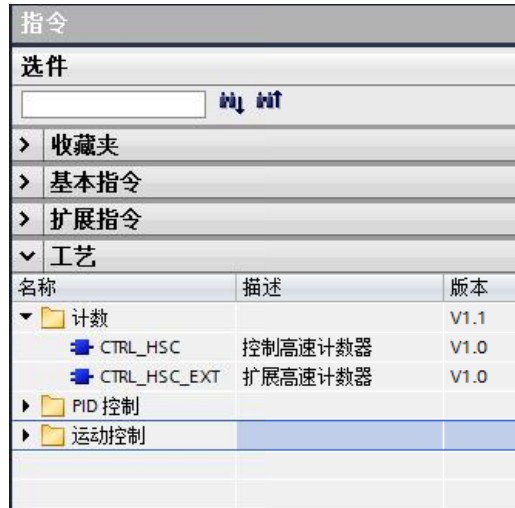 指令
选件
收藏夹
基本指令
扩展指令
工艺
名称 描述 版本
计数 V1.1
CTRL_HSC 控制高速计数器 V1.0
CTRL_HSC_EXT 扩展高速计数器 V1.0
PID 控制
运动控制